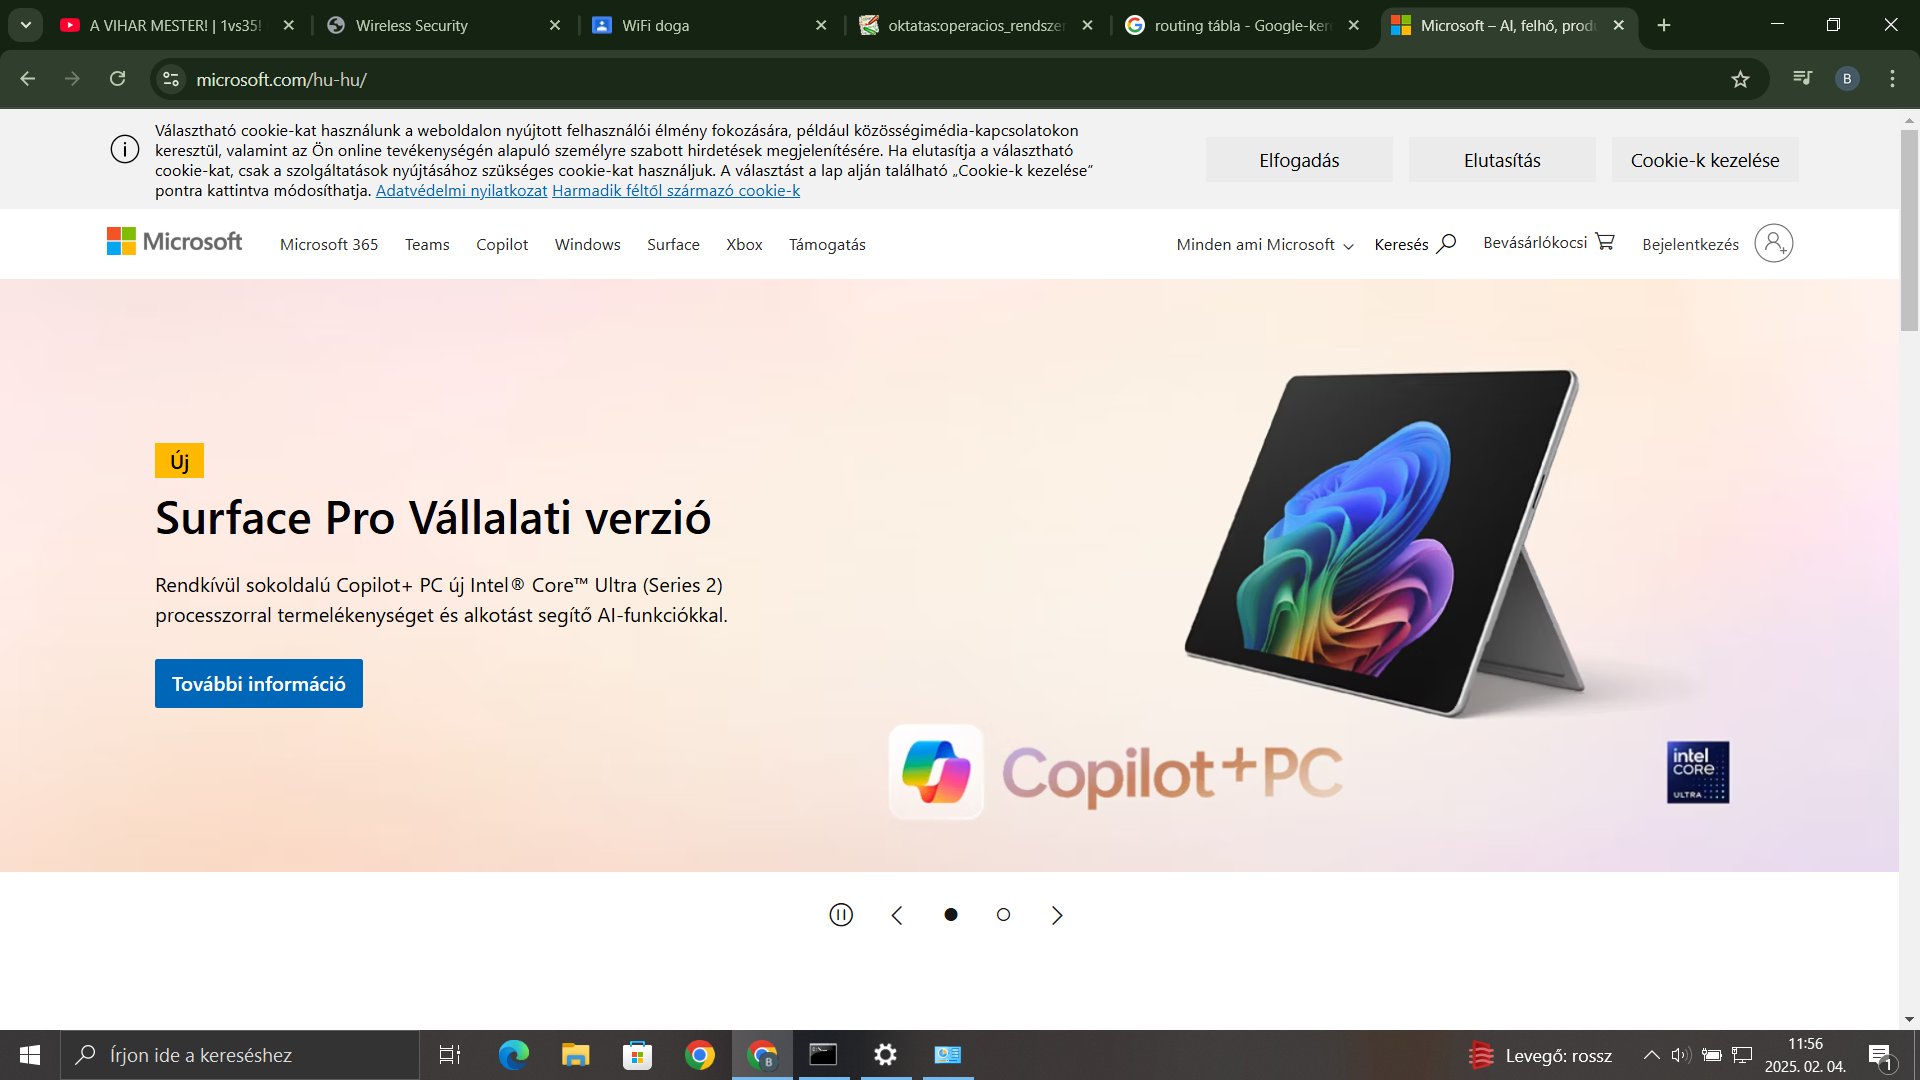 A VIHAR MESTERE! | 1vs35!
Wireless Security
WiFi doga
oktatas:operacios_rendszer
routing tábla - Google-ker
Microsoft – AI, felhő, produ
microsoft.com/hu-hu/
B
Választható cookie-kat használunk a weboldalon nyújtott felhasználói élmény fokozására, például közösségimédia-kapcsolatokon
keresztül, valamint az Ön online tevékenységén alapuló személyre szabott hirdetések megjelenítésére. Ha elutasítja a választható
cookie-kat, csak a szolgáltatások nyújtásához szükséges cookie-kat használjuk. A választást a lap alján található „Cookie-k kezelése”
pontra kattintva módosíthatja. Adatvédelmi nyilatkozat Harmadik féltől származó cookie-k
Elfogadás
Elutasítás
Cookie-k kezelése
Microsoft
Microsoft 365
Teams
Copilot
Windows
Surface
Xbox
Támogatás
Minden ami Microsoft
Keresés
Bevásárlókocsi
Bejelentkezés
Új
Surface Pro Vállalati verzió
Rendkívül sokoldalú Copilot+ PC új Intel® Core™ Ultra (Series 2)
processzorral termelékenységet és alkotást segítő AI-funkciókkal.
További információ
Copilot+PC
intel
CORE
ULTRA
Írjon ide a kereséshez
B
Levegő: rossz
11:56
2025. 02. 04.
1